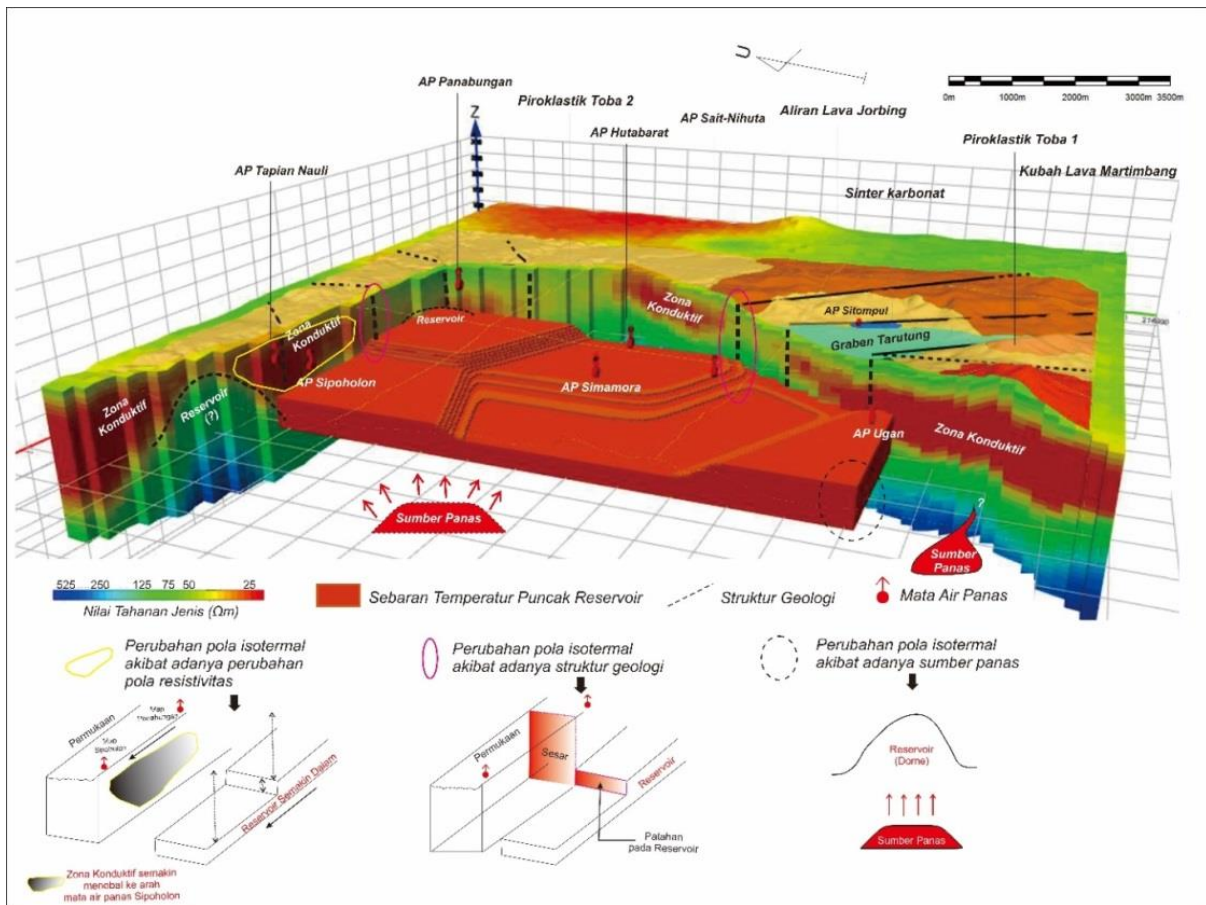 U
AP Panabungan
0m 1000m 2000m 3000m 3500m
Piroklastik Toba 2
Z
AP Sait-Nihuta
Aliran Lava Jorbing
AP Hutabarat
Piroklastik Toba 1
AP Tapian Nauli
Kubah Lava Martimbang
Sinter karbonat
Zona
Konduktif
Zona
Konduktif
Reservoir
AP Sitompul
Graben Tarutung
Zona
Konduktif
Reservoir
(?)
AP Sipoholon
AP Simamora
AP Ugan
Zona Konduktif
Sumber Panas
?
Sumber
Panas
525 250 125 75 50 25
Nilai Tahanan Jenis (Ωm)
Sebaran Temperatur Puncak Reservoir
Struktur Geologi
Mata Air Panas
Perubahan pola isotermal
akibat adanya perubahan
pola resistivitas
Perubahan pola isotermal
akibat adanya struktur geologi
Perubahan pola isotermal
akibat adanya sumber panas
Permukaan
Reservoir Semakin Dalam
Zona Konduktif semakin
menebal ke arah
mata air panas Sipoholon
Permukaan
Sesar
Reservoir
Patahan
pada Reservoir
Reservoir
(Dome)
Sumber Panas